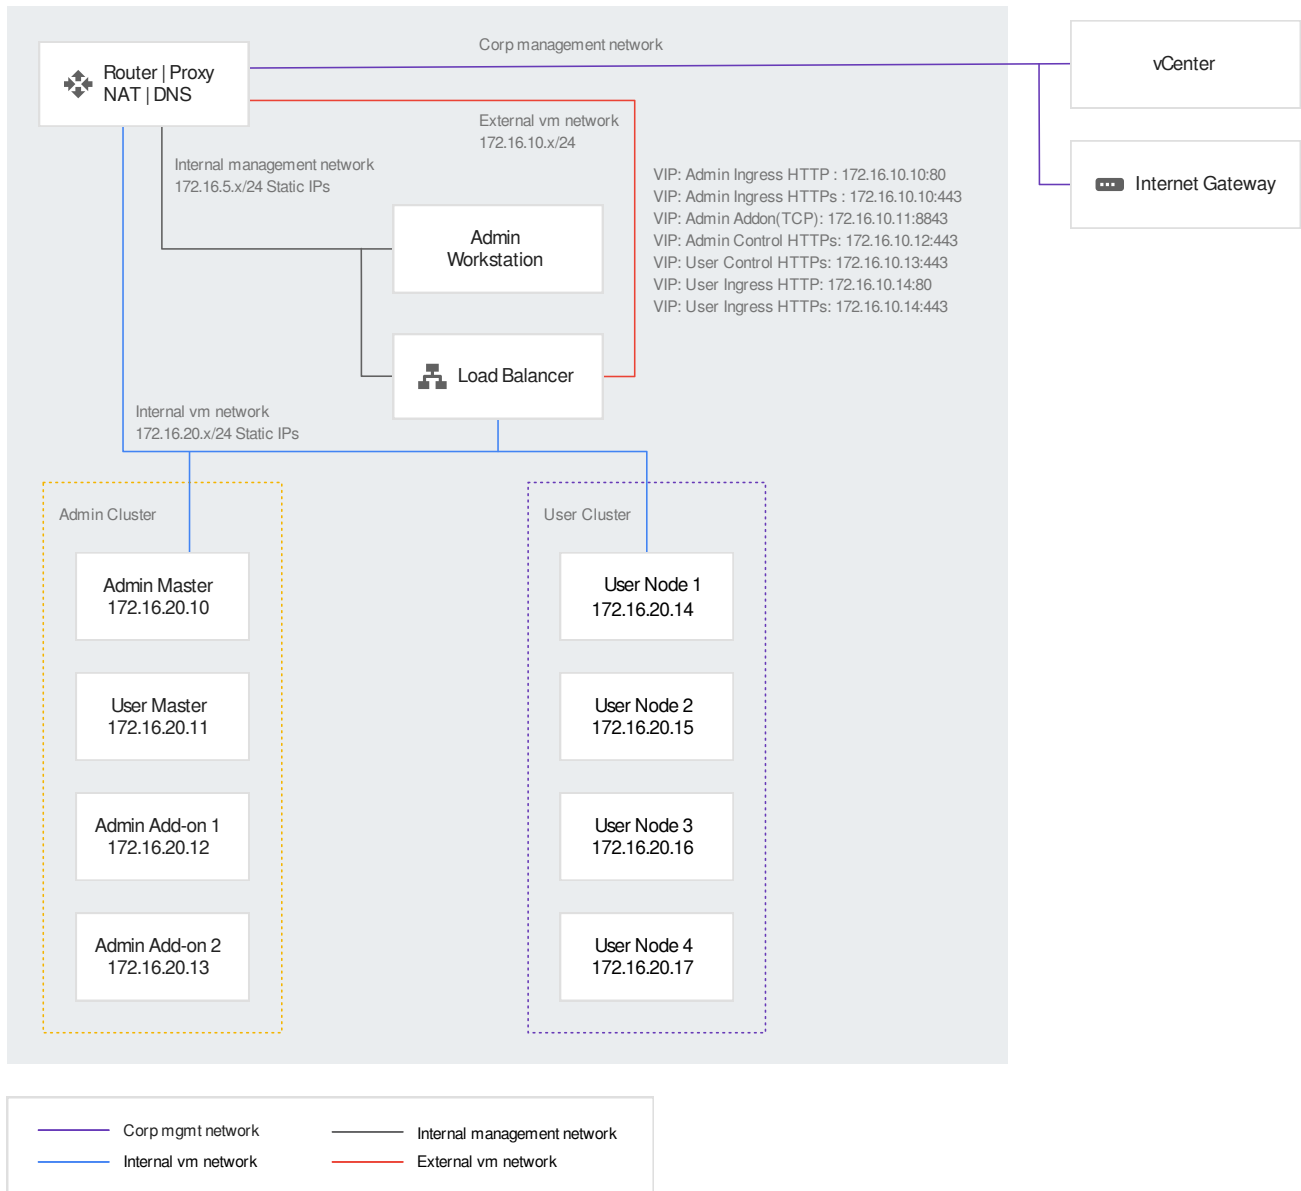 Corp management network
Router | Proxy
NAT | DNS
vCenter
External vm network
172.16.10.x/24
Internal management network
172.16.5.x/24 Static IPs
Internet Gateway
VIP: Admin Ingress HTTP : 172.16.10.10:80
VIP: Admin Ingress HTTPs : 172.16.10.10:443
VIP: Admin Addon(TCP): 172.16.10.11:8843
VIP: Admin Control HTTPs: 172.16.10.12:443
VIP: User Control HTTPs: 172.16.10.13:443
VIP: User Ingress HTTP: 172.16.10.14:80
VIP: User Ingress HTTPs: 172.16.10.14:443
Admin
Workstation
Load Balancer
Internal vm network
172.16.20.x/24 Static IPs
Admin Cluster
Admin Master
172.16.20.10
User Master
172.16.20.11
Admin Add-on 1
172.16.20.12
Admin Add-on 2
172.16.20.13
User Cluster
User Node 1
172.16.20.14
User Node 2
172.16.20.15
User Node 3
172.16.20.16
User Node 4
172.16.20.17
Corp mgmt network
Internal management network
Internal vm network
External vm network